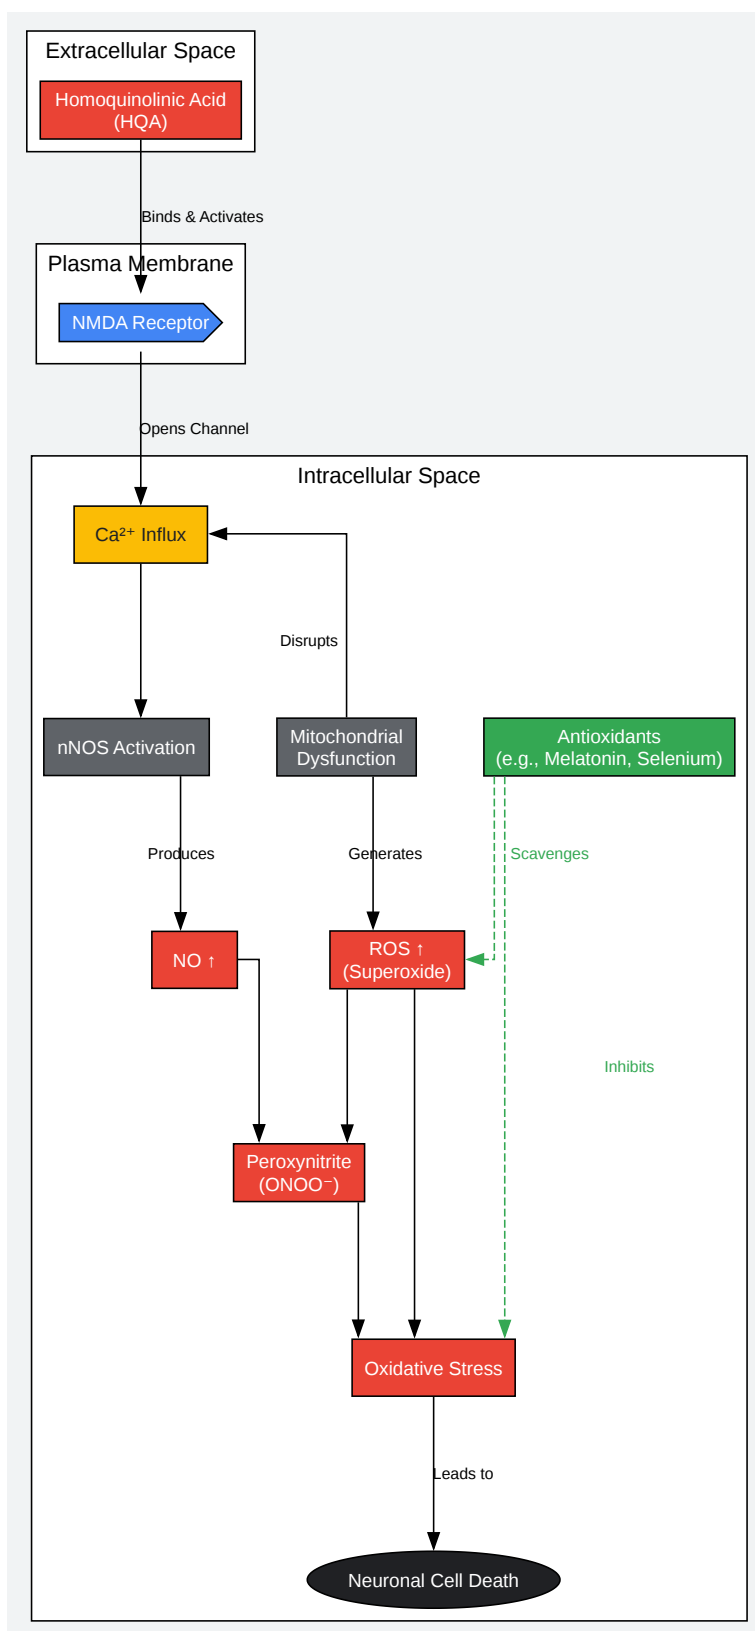 Extracellular Space
Homoquinolinic Acid
(HQA)
Binds & Activates
Plasma Membrane
NMDA Receptor
Opens Channel
Intracellular Space
Ca²⁺ Influx
Disrupts
nNOS Activation
Mitochondrial
Dysfunction
Antioxidants
(e.g., Melatonin, Selenium)
Produces
Generates
Scavenges
NO ↑
ROS ↑
(Superoxide)
Inhibits
Peroxynitrite
(ONOO⁻)
Oxidative Stress
Leads to
Neuronal Cell Death